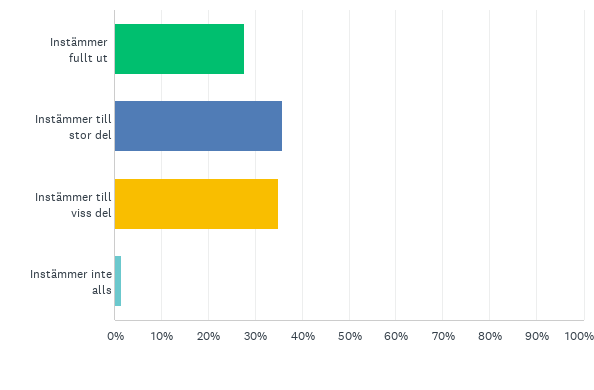 Instämmer
fullt ut
Instämmer till
stor del
Instämmer till
viss del
Instämmer inte
alls
0% 10% 20% 30% 40% 50% 60% 70% 80% 90% 100%